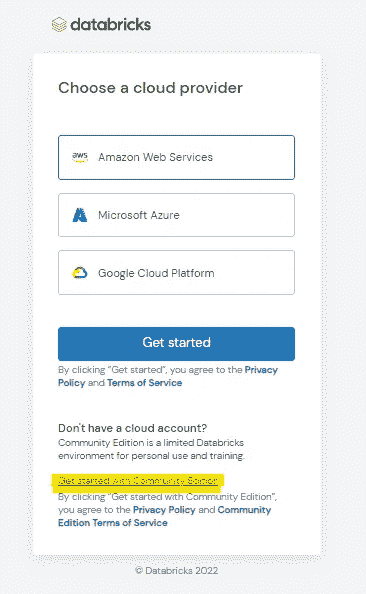 databricks
Choose a cloud provider
aws Amazon Web Services
Microsoft Azure
Google Cloud Platform
Get started
By clicking “Get started”, you agree to the Privacy
Policy and Terms of Service
Don't have a cloud account?
Community Edition is a limited Databricks
environment for personal use and training.
Get started with Community Edition
By clicking “Get started with Community Edition”,
you agree to the Privacy Policy and Community
Edition Terms of Service
© Databricks 2022